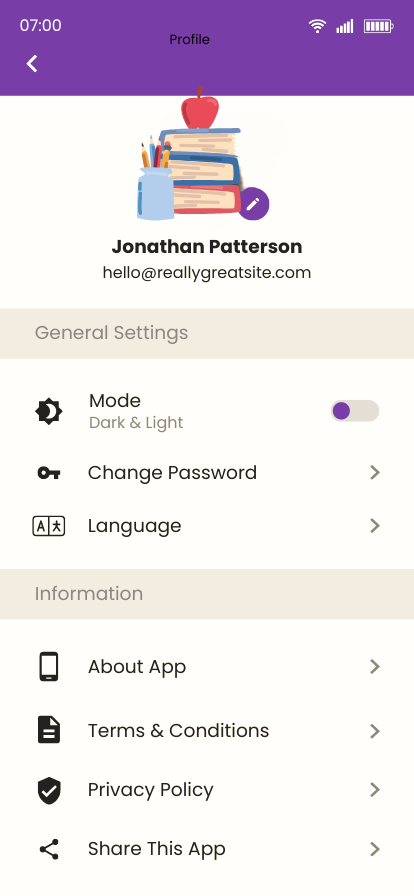 07:00
Profile
Jonathan Patterson
hello@reallygreatsite.com
General Settings
Mode
Dark & Light
Change Password
Language
Information
About App
Terms & Conditions
Privacy Policy
Share This App